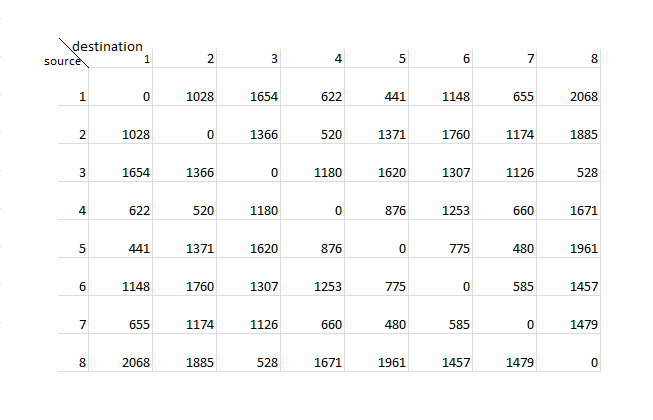 destination
source 1 2 3 4 5 6 7 8
1 0 1028 1654 622 441 1148 655 2068
2 1028 0 1366 520 1371 1760 1174 1885
3 1654 1366 0 1180 1620 1307 1126 528
4 622 520 1180 0 876 1253 660 1671
5 441 1371 1620 876 0 775 480 1961
6 1148 1760 1307 1253 775 0 585 1457
7 655 1174 1126 660 480 585 0 1479
8 2068 1885 528 1671 1961 1457 1479 0